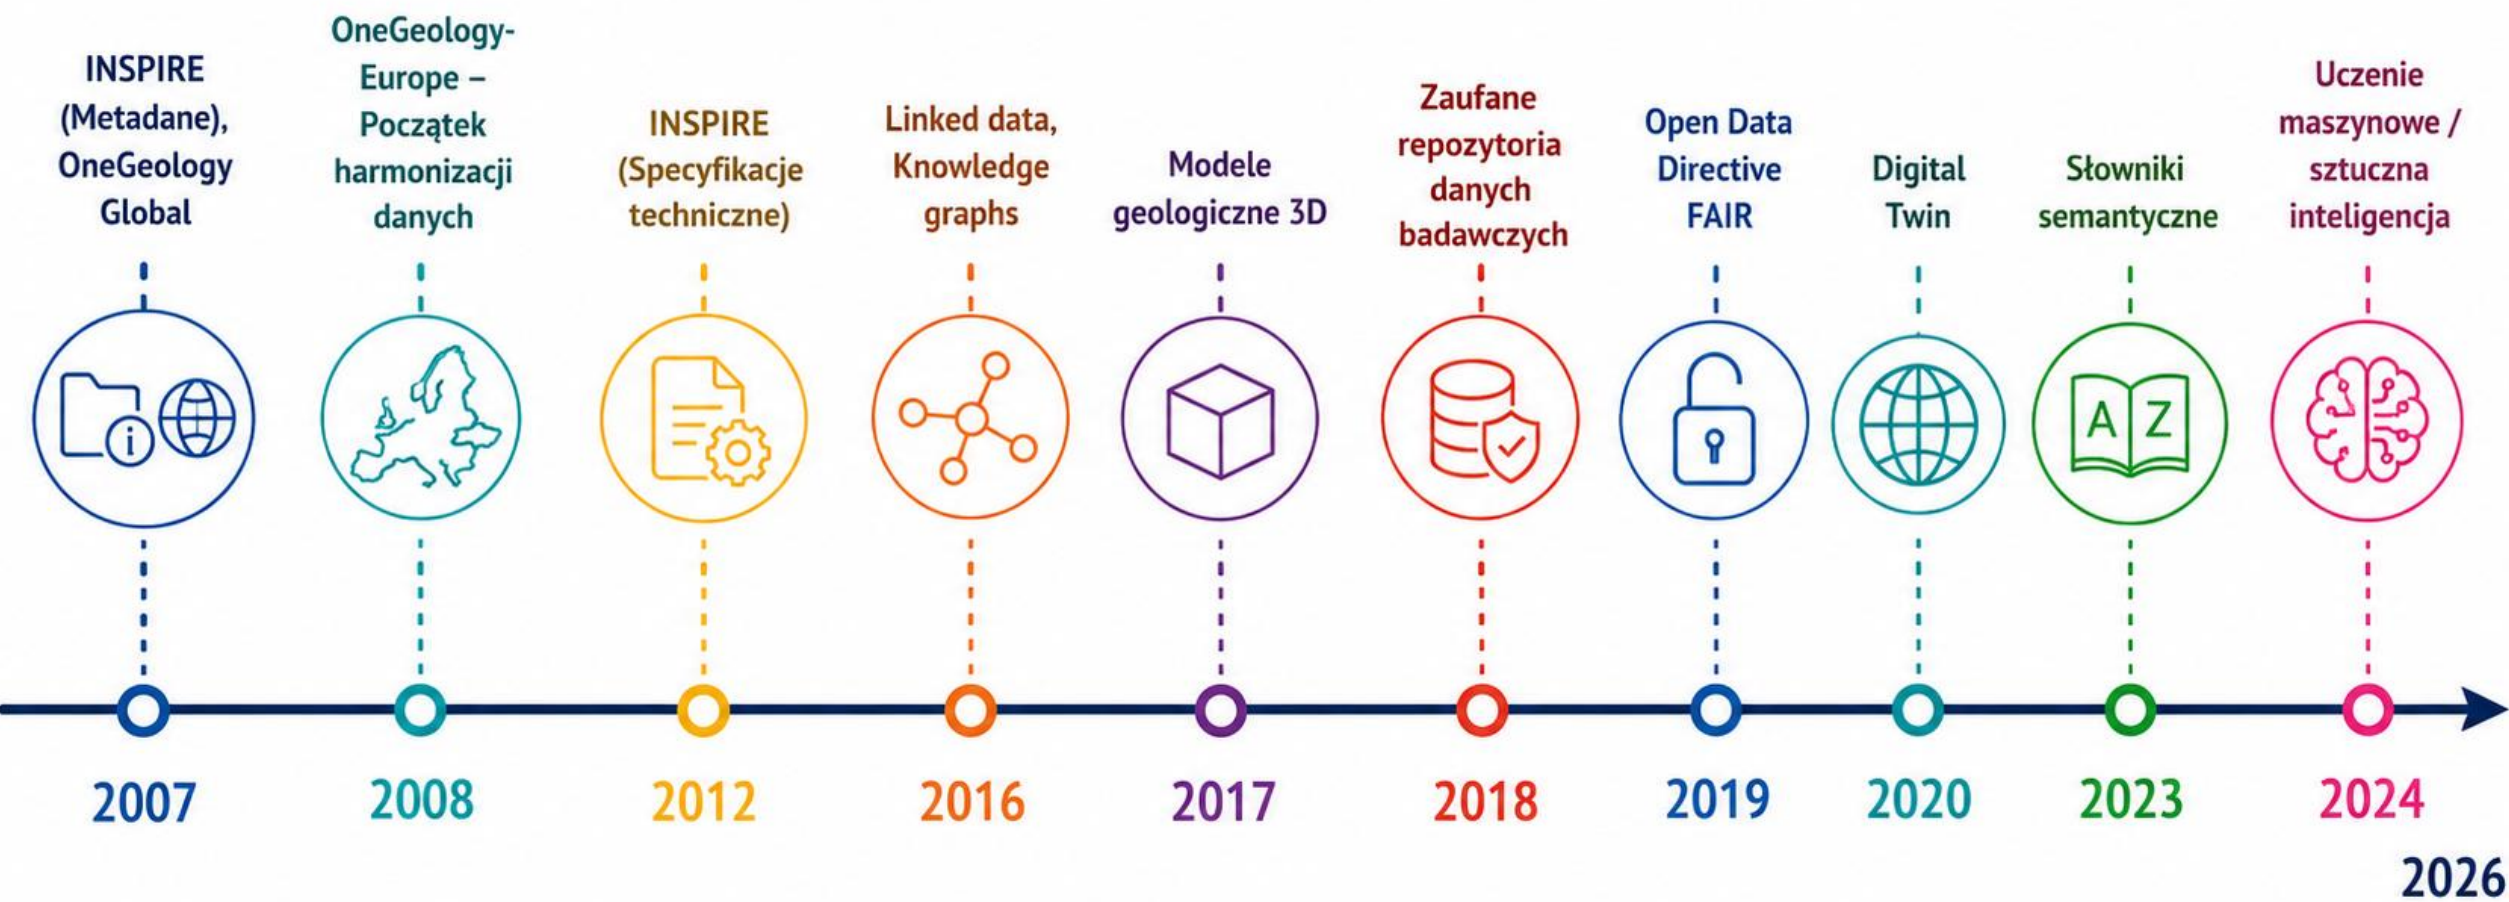 INSPIRE
(Metadane),
OneGeology
Global
OneGeology-
Europe –
Początek
harmonizacji
danych
INSPIRE
(Specyfikacje
techniczne)
Linked data,
Knowledge
graphs
Modele
geologiczne 3D
Zaufane
repozytoria
danych
badawczych
Open Data
Directive
FAIR
Digital
Twin
Słowniki
semantyczne
Uczenie
maszynowe /
sztuczna
inteligencja
i
A Z
2007
2008
2012
2016
2017
2018
2019
2020
2023
2024
2026